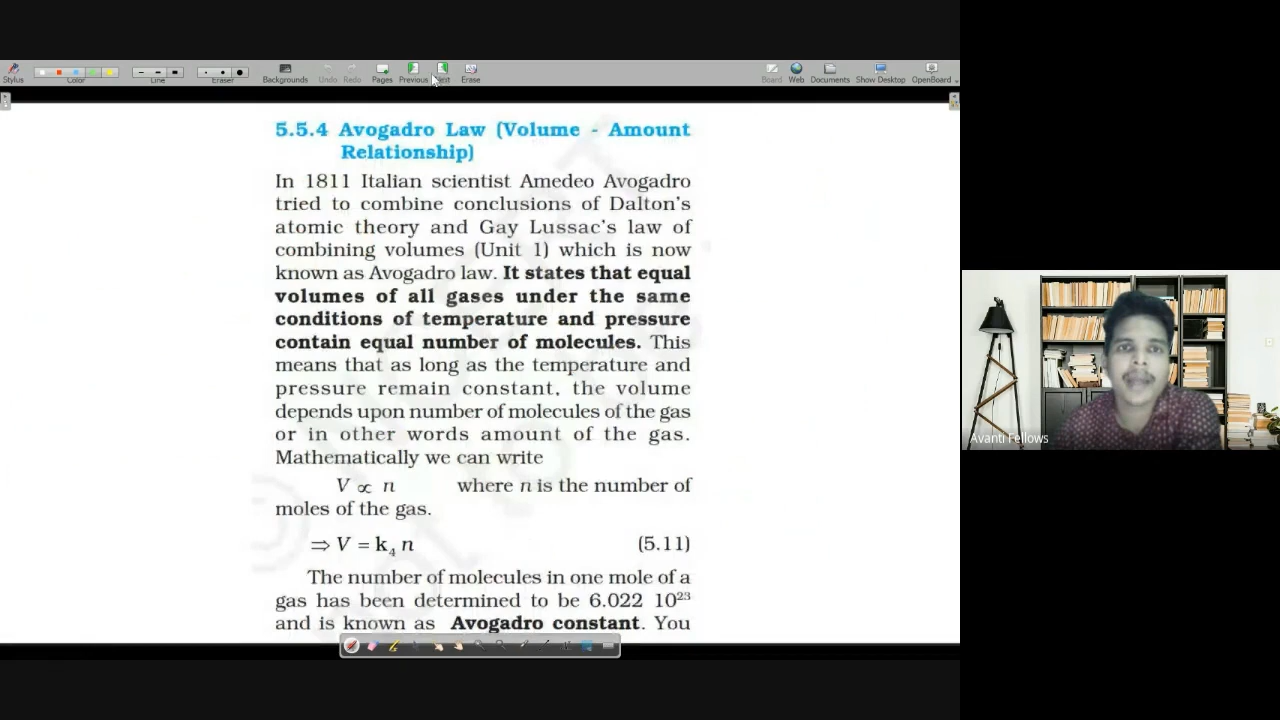 Stylus
Color
Line
Eraser
Backgrounds
Undo
Redo
Pages
Previous
Erase
Board
Web
Documents
Show Desktop
OpenBoard
5.5.4 Avogadro Law (Volume - Amount
Relationship)
In 1811 Italian scientist Amedeo Avogadro
tried to combine conclusions of Dalton's
atomic theory and Gay Lussac's law of
combining volumes (Unit 1) which is now
known as Avogadro law. It states that equal
volumes of all gases under the same
conditions of temperature and pressure
contain equal number of molecules. This
means that as long as the temperature and
pressure remain constant, the volume
depends upon number of molecules of the gas
or in other words amount of the gas.
Mathematically we can write
V ∝ n where n is the number of
moles of the gas.
⇒ V = k₄ n (5.11)
The number of molecules in one mole of a
gas has been determined to be 6.022 10²³
and is known as Avogadro constant. You
Avanti Fellows